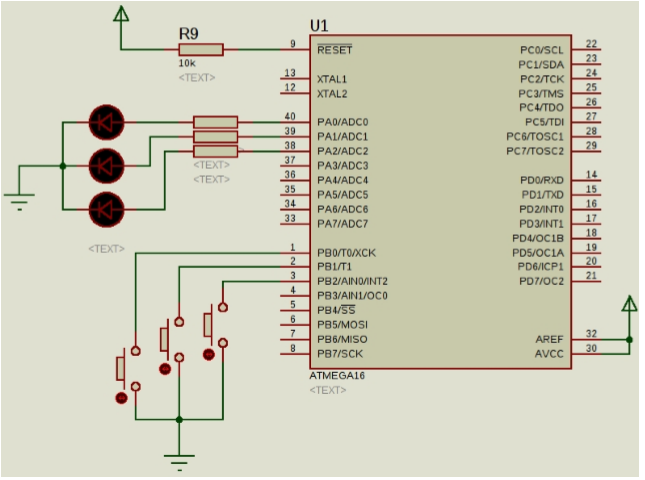 U1
R9
10k
<TEXT>
9 RESET
13 XTAL1
12 XTAL2
40 PA0/ADC0
39 PA1/ADC1
38 PA2/ADC2
37 PA3/ADC3
36 PA4/ADC4
35 PA5/ADC5
34 PA6/ADC6
33 PA7/ADC7
<TEXT>
<TEXT>
<TEXT>
1 PB0/T0/XCK
2 PB1/T1
3 PB2/AIN0/INT2
4 PB3/AIN1/OC0
5 PB4/SS
6 PB5/MOSI
7 PB6/MISO
8 PB7/SCK
PC0/SCL 22
PC1/SDA 23
PC2/TCK 24
PC3/TMS 25
PC4/TDO 26
PC5/TDI 27
PC6/TOSC1 28
PC7/TOSC2 29
PD0/RXD 14
PD1/TXD 15
PD2/INT0 16
PD3/INT1 17
PD4/OC1B 18
PD5/OC1A 19
PD6/ICP1 20
PD7/OC2 21
AREF 32
AVCC 30
ATMEGA16
<TEXT>